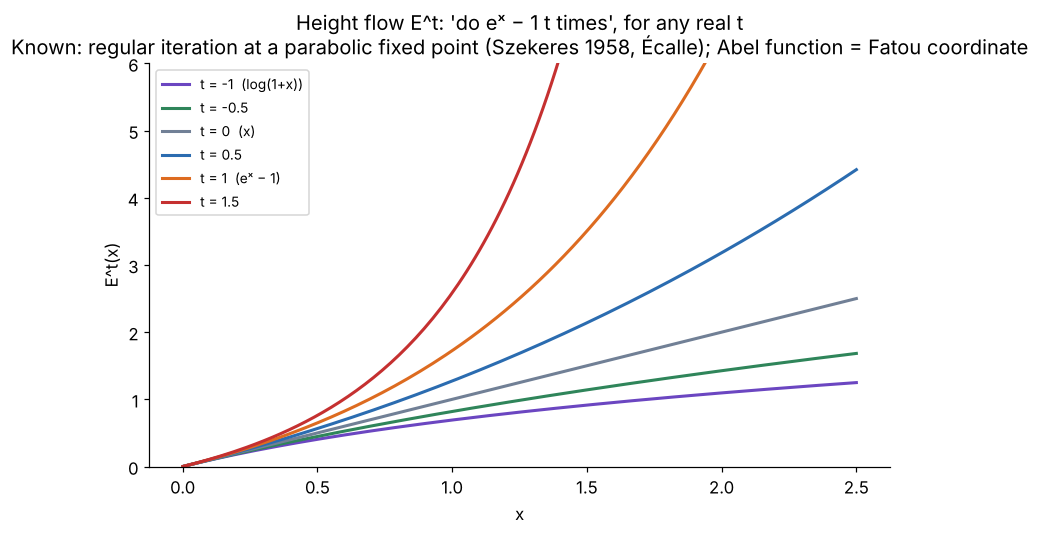 Height flow E^t: 'do eˣ − 1 t times', for any real t
Known: regular iteration at a parabolic fixed point (Szekeres 1958, Écalle); Abel function = Fatou coordinate
t = -1  (log(1+x))
t = -0.5
t = 0  (x)
t = 0.5
t = 1  (eˣ − 1)
t = 1.5
E^t(x)
6
5
4
3
2
1
0
0.0 0.5 1.0 1.5 2.0 2.5
x